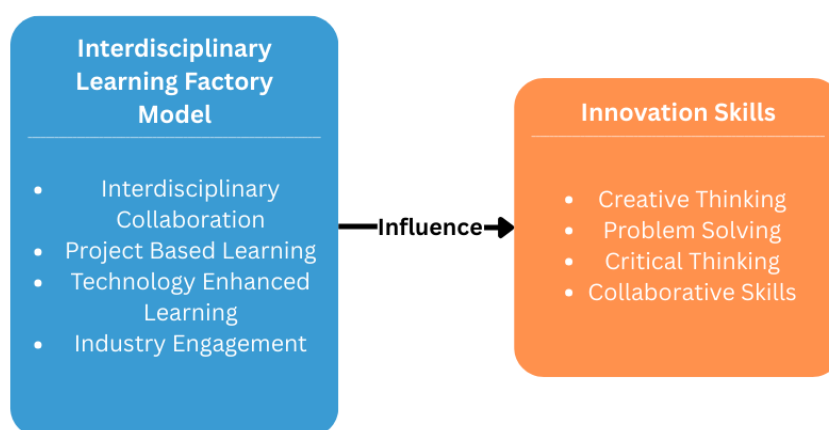 Interdisciplinary
Learning Factory
Model
• Interdisciplinary
Collaboration
• Project Based Learning
• Technology Enhanced
Learning
• Industry Engagement
Influence
Innovation Skills
• Creative Thinking
• Problem Solving
• Critical Thinking
• Collaborative Skills